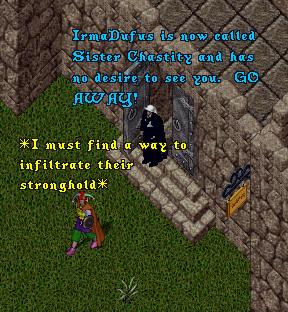 IrmaDufus is now called
Sister Chastity and has
no desire to see you. GO
AWAY!
*I must find a way to
infiltrate their
stronghold*